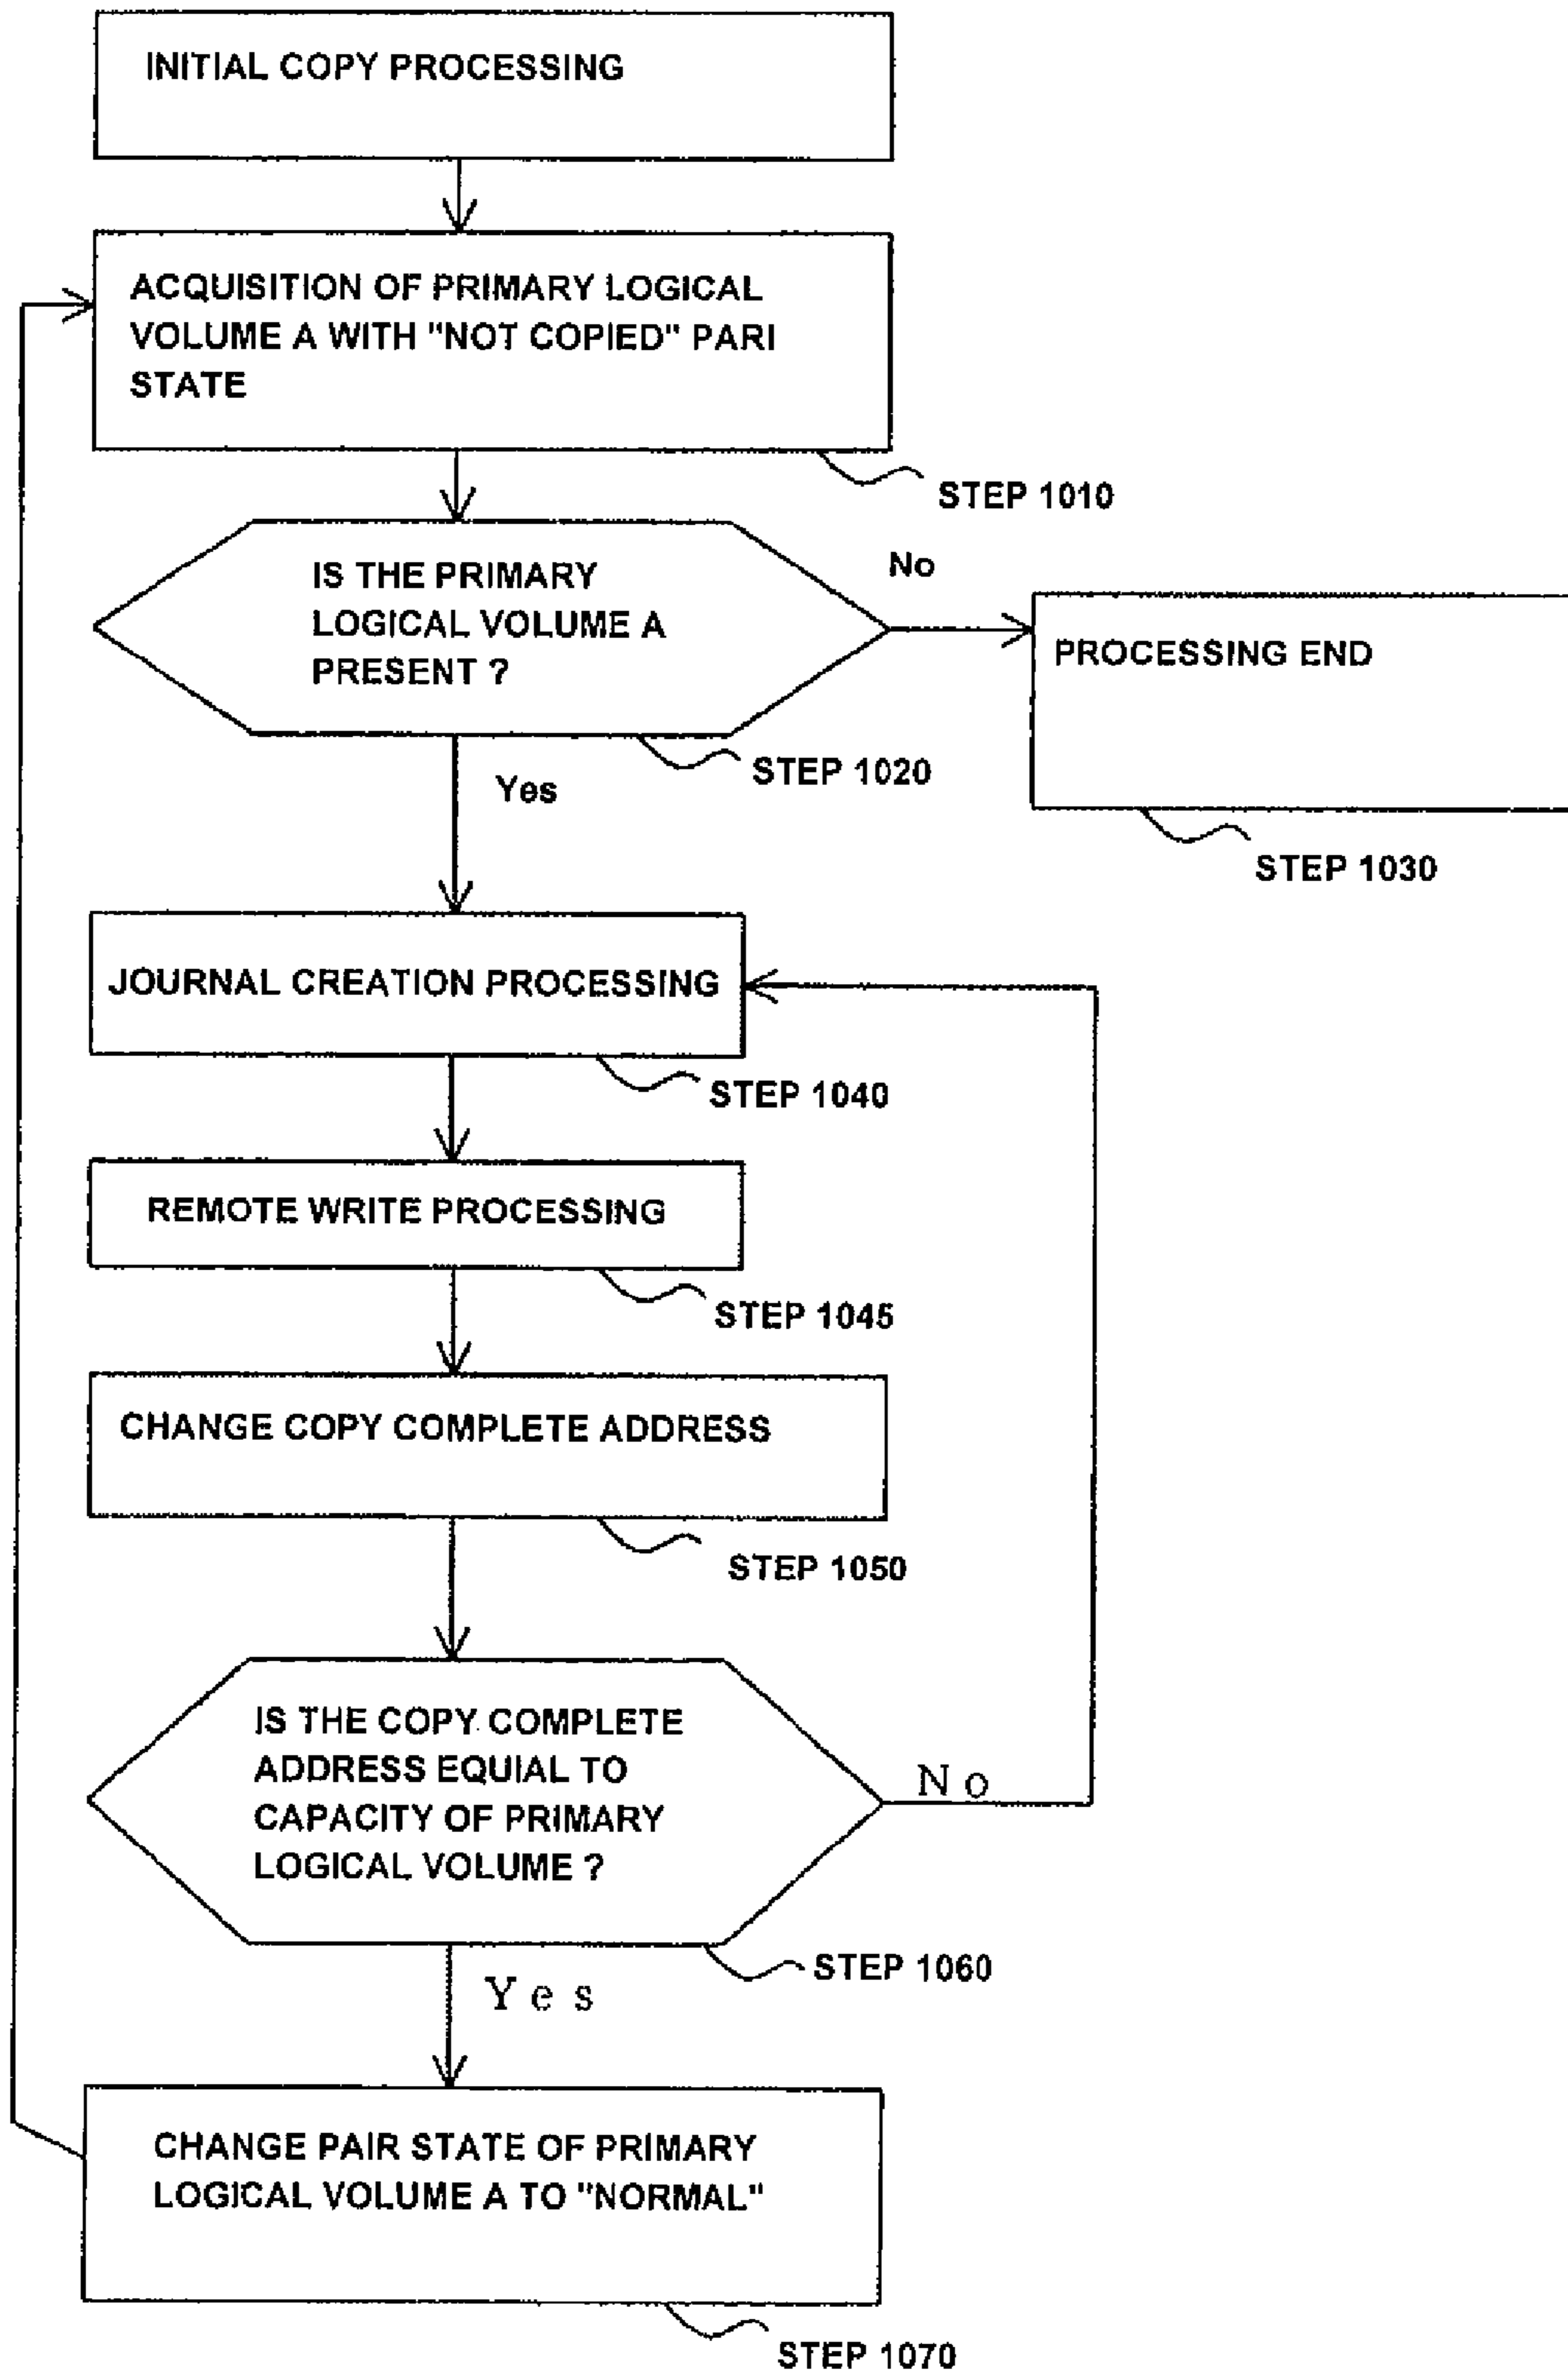 INITIAL COPY PROCESSING
ACQUISITION OF PRIMARY LOGICAL
VOLUME A WITH "NOT COPIED" PARI
STATE
STEP 1010
IS THE PRIMARY
LOGICAL VOLUME A
PRESENT ?
No
PROCESSING END
STEP 1020
Yes
STEP 1030
JOURNAL CREATION PROCESSING
STEP 1040
REMOTE WRITE PROCESSING
STEP 1045
CHANGE COPY COMPLETE ADDRESS
STEP 1050
IS THE COPY COMPLETE
ADDRESS EQUIAL TO
CAPACITY OF PRIMARY
LOGICAL VOLUME ?
No
STEP 1060
Yes
CHANGE PAIR STATE OF PRIMARY
LOGICAL VOLUME A TO "NORMAL"
STEP 1070